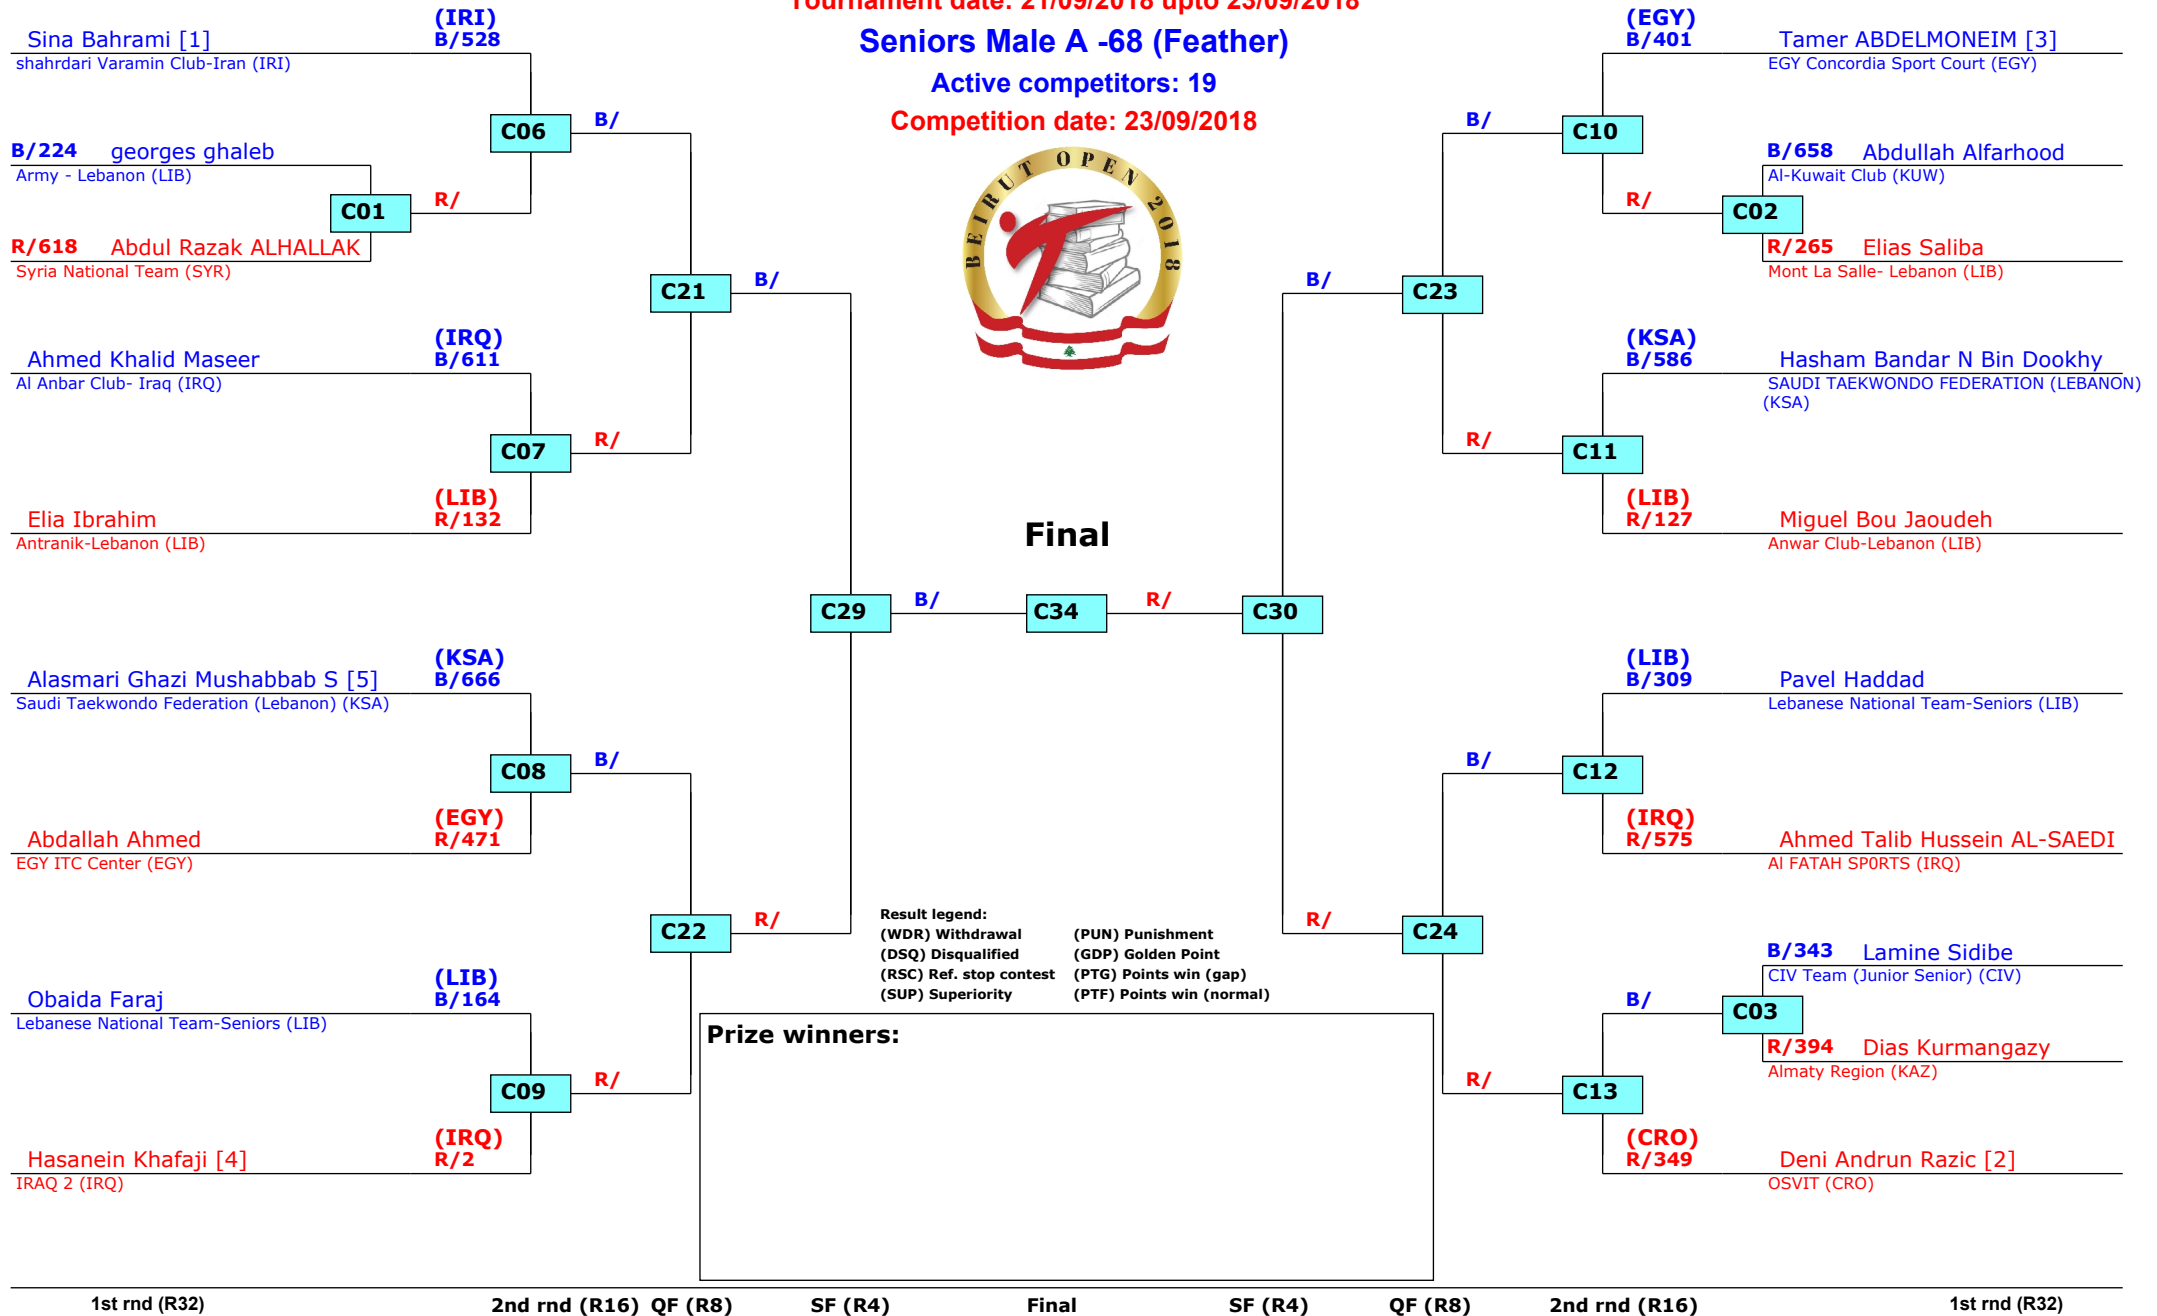 Tournament date: 21/09/2018 upto 23/09/2018
Seniors Male A -68 (Feather)
Active competitors: 19
Competition date: 23/09/2018
BEIRUT OPEN 2018
(IRI)
Sina Bahrami [1] B/528
shahrdari Varamin Club-Iran (IRI)
C06
B/
B/224 georges ghaleb
Army - Lebanon (LIB)
C01
R/
R/618 Abdul Razak ALHALLAK
Syria National Team (SYR)
C21
B/
(IRQ)
Ahmed Khalid Maseer B/611
Al Anbar Club- Iraq (IRQ)
C07
R/
(LIB)
Elia Ibrahim R/132
Antranik-Lebanon (LIB)
C29
B/
(KSA)
Alasmari Ghazi Mushabbab S [5] B/666
Saudi Taekwondo Federation (Lebanon) (KSA)
C08
B/
(EGY)
Abdallah Ahmed R/471
EGY ITC Center (EGY)
C22
R/
(LIB)
Obaida Faraj B/164
Lebanese National Team-Seniors (LIB)
C09
R/
(IRQ)
Hasanein Khafaji [4] R/2
IRAQ 2 (IRQ)
Final
C34
R/
C30
(EGY)
B/401 Tamer ABDELMONEIM [3]
EGY Concordia Sport Court (EGY)
B/
C10
B/658 Abdullah Alfarhood
Al-Kuwait Club (KUW)
R/
C02
R/265 Elias Saliba
Mont La Salle- Lebanon (LIB)
B/
C23
(KSA)
B/586 Hasham Bandar N Bin Dookhy
SAUDI TAEKWONDO FEDERATION (LEBANON)
(KSA)
R/
C11
(LIB)
R/127 Miguel Bou Jaoudeh
Anwar Club-Lebanon (LIB)
(LIB)
B/309 Pavel Haddad
Lebanese National Team-Seniors (LIB)
B/
C12
(IRQ)
R/575 Ahmed Talib Hussein AL-SAEDI
Al FATAH SP0RTS (IRQ)
R/
C24
B/343 Lamine Sidibe
CIV Team (Junior Senior) (CIV)
B/
C03
R/394 Dias Kurmangazy
Almaty Region (KAZ)
R/
C13
(CRO)
R/349 Deni Andrun Razic [2]
OSVIT (CRO)
Result legend:
(WDR) Withdrawal (PUN) Punishment
(DSQ) Disqualified (GDP) Golden Point
(RSC) Ref. stop contest (PTG) Points win (gap)
(SUP) Superiority (PTF) Points win (normal)
Prize winners:
1st rnd (R32) 2nd rnd (R16) QF (R8) SF (R4) Final SF (R4) QF (R8) 2nd rnd (R16) 1st rnd (R32)